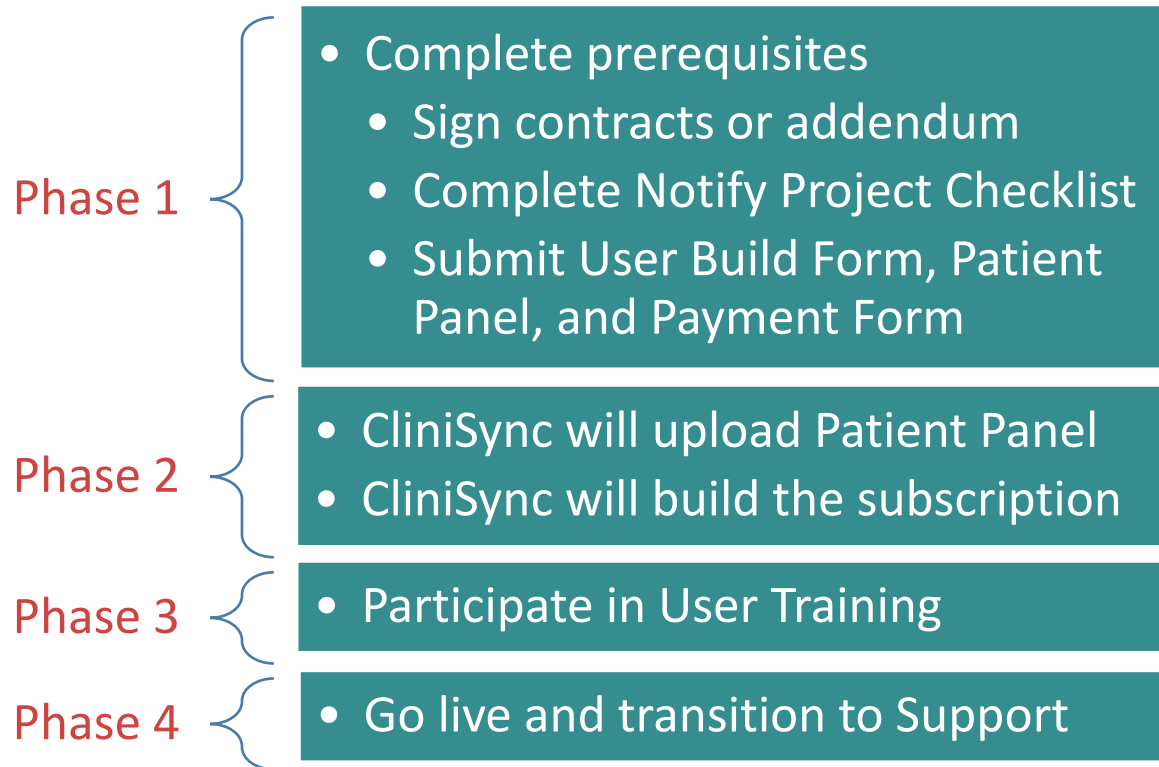 Phase 1
• Complete prerequisites
• Sign contracts or addendum
• Complete Notify Project Checklist
• Submit User Build Form, Patient
Panel, and Payment Form
Phase 2
• CliniSync will upload Patient Panel
• CliniSync will build the subscription
Phase 3
• Participate in User Training
Phase 4
• Go live and transition to Support